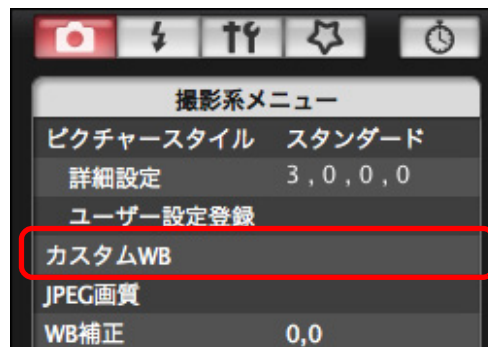 撮影系メニュー
ピクチャースタイル スタンダード
詳細設定 3,0,0,0
ユーザー設定登録
カスタムWB
JPEG画質
WB補正 0,0